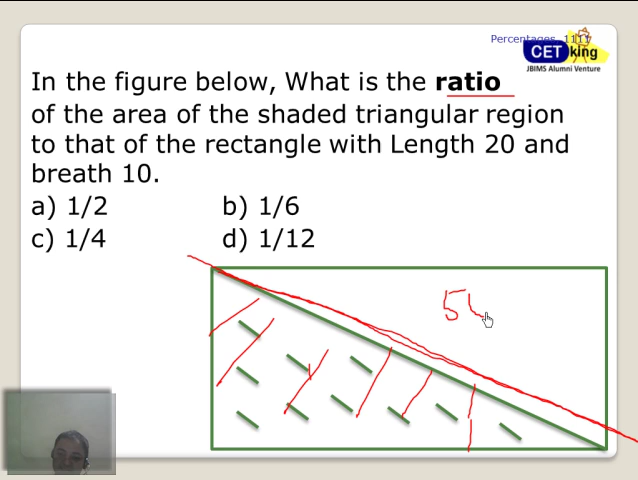 Percentages 1111
CET king
JBIMS Alumni Venture
In the figure below, What is the ratio
of the area of the shaded triangular region
to that of the rectangle with Length 20 and
breath 10.
a) 1/2 b) 1/6
c) 1/4 d) 1/12